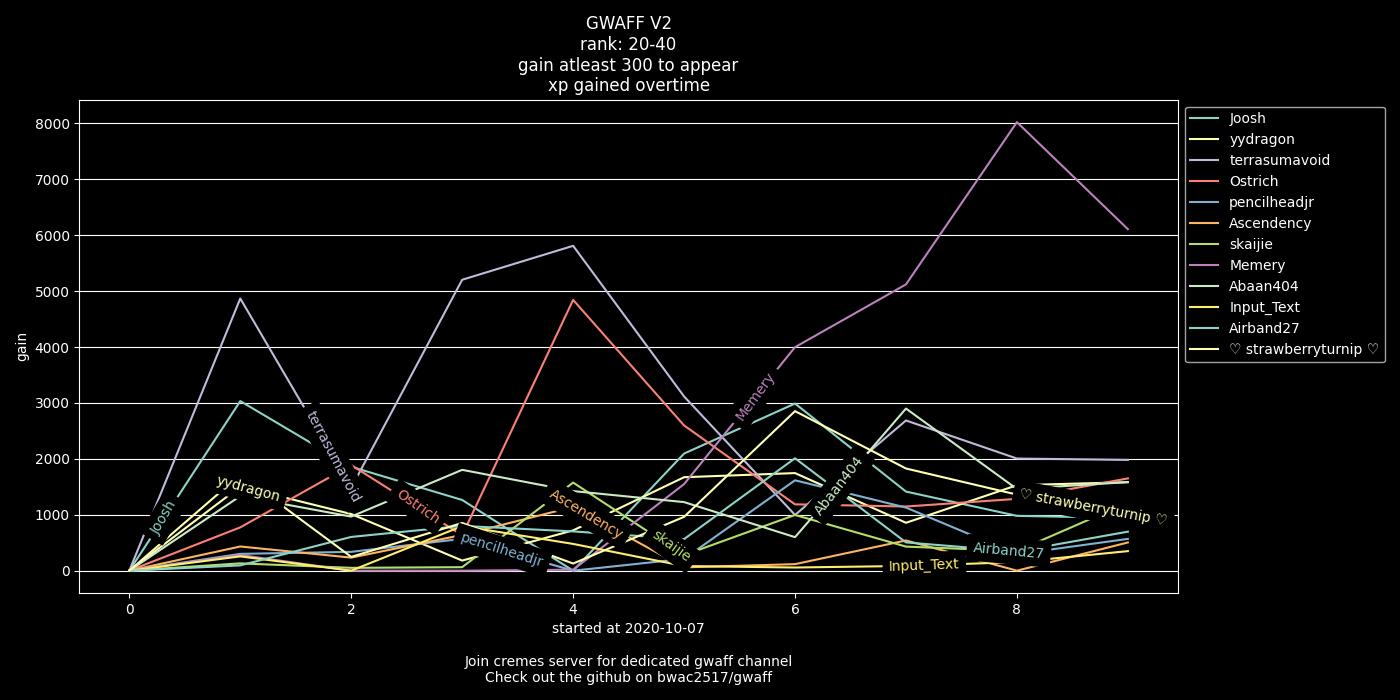 GWAFF V2
rank: 20-40
gain atleast 300 to appear
xp gained overtime
8000
7000
6000
5000
4000
3000
2000
1000
0
gain
0 2 4 6 8
started at 2020-10-07
Join cremes server for dedicated gwaff channel
Check out the github on bwac2517/gwaff
Joosh
yydragon
terrasumavoid
Ostrich
pencilheadjr
Ascendency
skaijie
Memery
Abaan404
Input_Text
Airband27
♡ strawberryturnip ♡
Joosh
yydragon
terrasumavoid
Ostrich
pencilheadjr
Ascendency
skaijie
Memery
Abaan404
Input_Text
Airband27
♡ strawberryturnip ♡